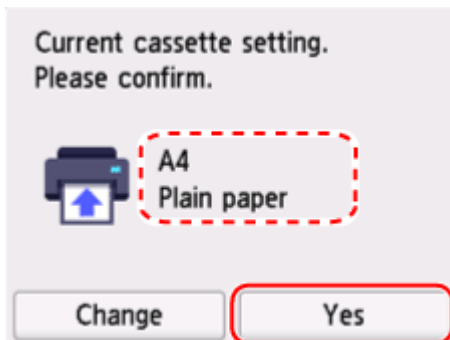 Current cassette setting.
Please confirm.
A4
Plain paper
Change
Yes